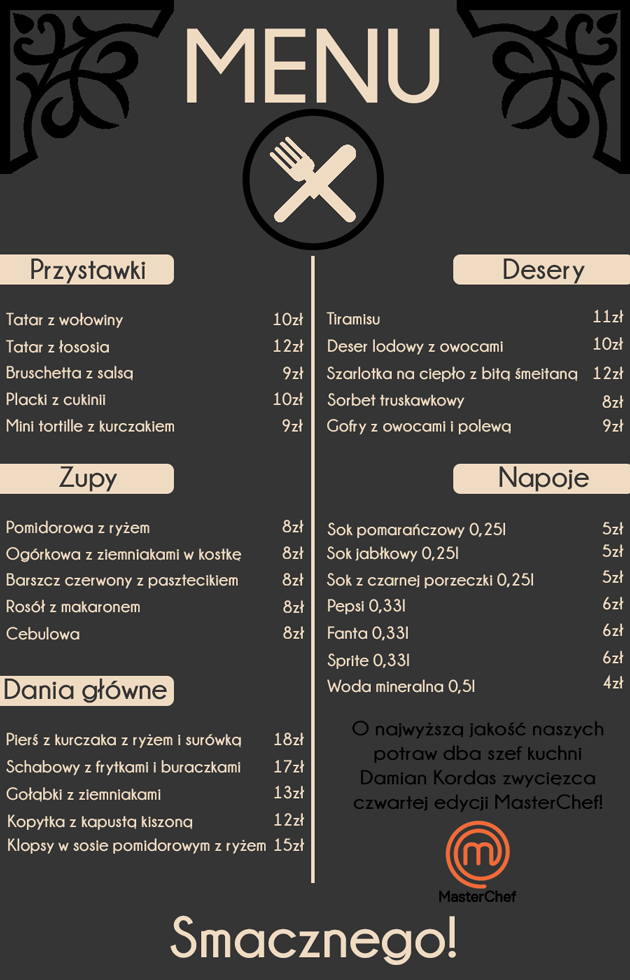 MENU
Przystawki
Tatar z wołowiny 10zł
Tatar z łososia 12zł
Bruschetta z salsą 9zł
Placki z cukinii 10zł
Mini tortille z kurczakiem 9zł
Zupy
Pomidorowa z ryżem 8zł
Ogórkowa z ziemniakami w kostkę 8zł
Barszcz czerwony z pasztecikiem 8zł
Rosół z makaronem 8zł
Cebulowa 8zł
Dania główne
Pierś z kurczaka z ryżem i surówką 18zł
Schabowy z frytkami i buraczkami 17zł
Gołąbki z ziemniakami 13zł
Kopytka z kapustą kiszoną 12zł
Klopsy w sosie pomidorowym z ryżem 15zł
Desery
Tiramisu 11zł
Deser lodowy z owocami 10zł
Szarlotka na ciepło z bitą śmeitaną 12zł
Sorbet truskawkowy 8zł
Gofry z owocami i polewą 9zł
Napoje
Sok pomarańczowy 0,25l 5zł
Sok jabłkowy 0,25l 5zł
Sok z czarnej porzeczki 0,25l 5zł
Pepsi 0,33l 6zł
Fanta 0,33l 6zł
Sprite 0,33l 6zł
Woda mineralna 0,5l 4zł
O najwyższą jakość naszych
potraw dba szef kuchni
Damian Kordas zwycięzca
czwartej edycji MasterChef!
MasterChef
Smacznego!